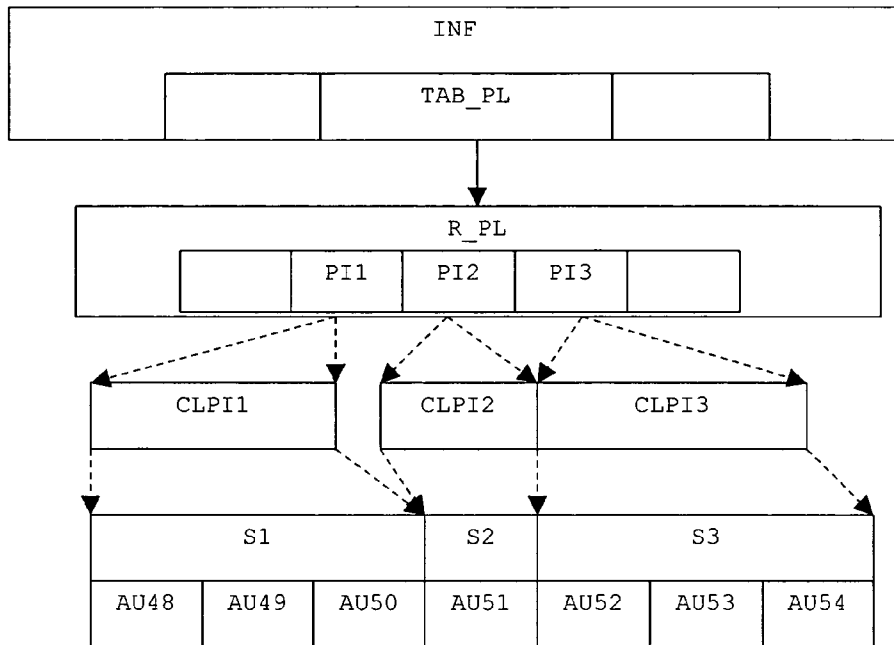 INF
TAB_PL
R_PL
PI1 PI2 PI3
CLPI1 CLPI2 CLPI3
S1 S2 S3
AU48 AU49 AU50 AU51 AU52 AU53 AU54